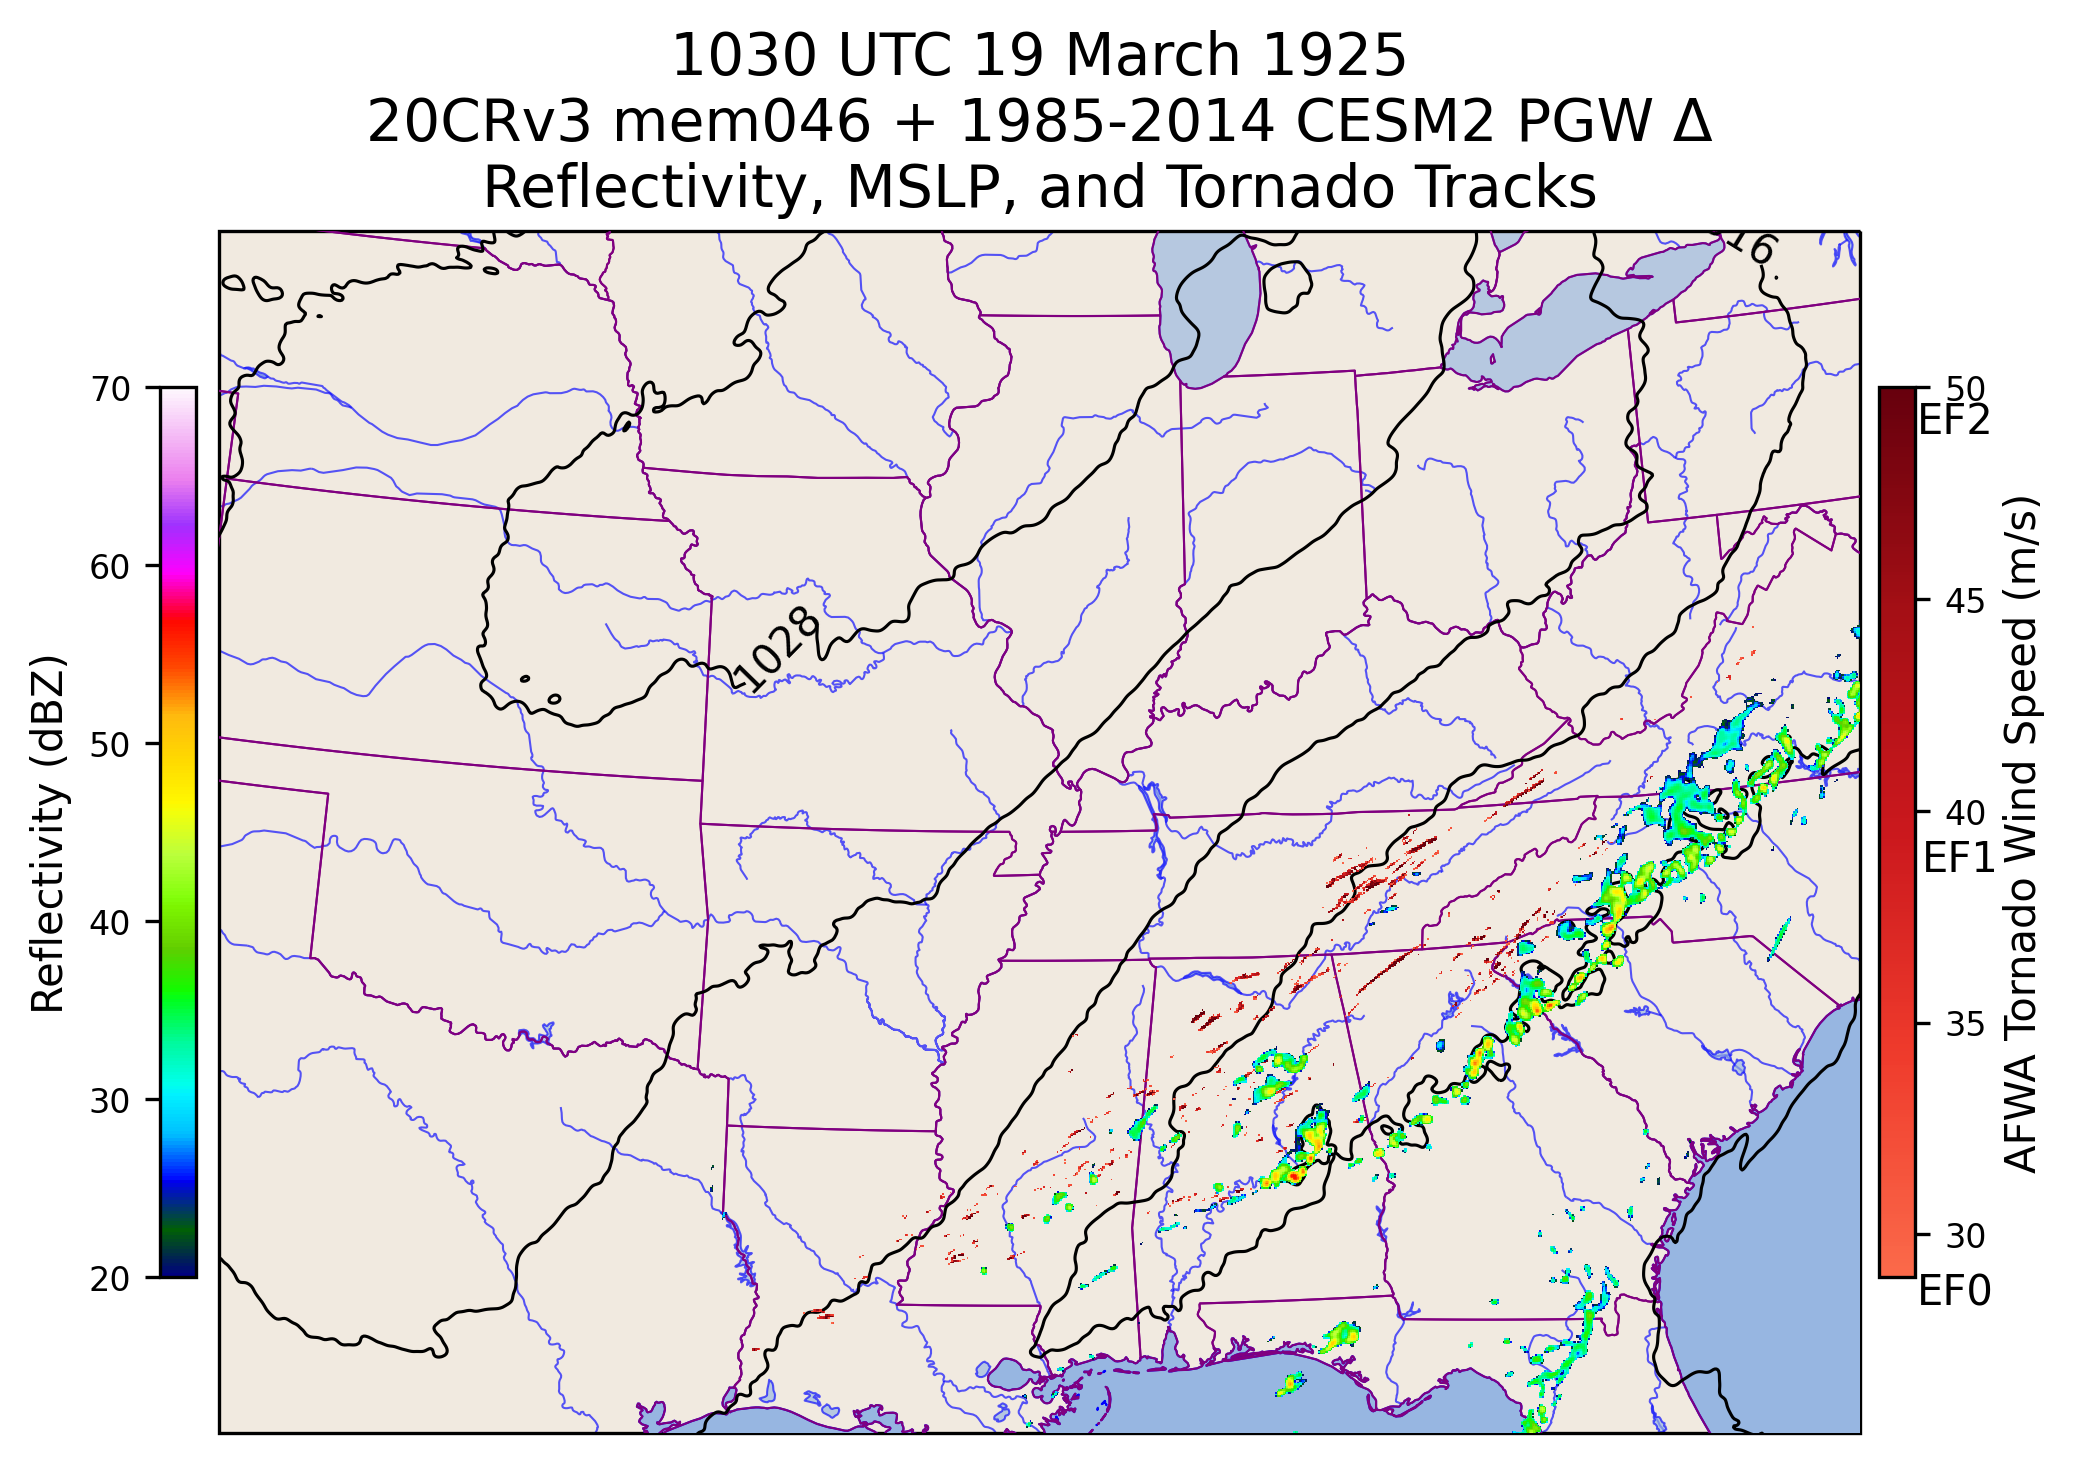 1030 UTC 19 March 1925
20CRv3 mem046 + 1985-2014 CESM2 PGW Δ
Reflectivity, MSLP, and Tornado Tracks
16
1028
70
60
50
40
30
20
Reflectivity (dBZ)
50
EF2
45
40
EF1
35
30
EF0
AFWA Tornado Wind Speed (m/s)